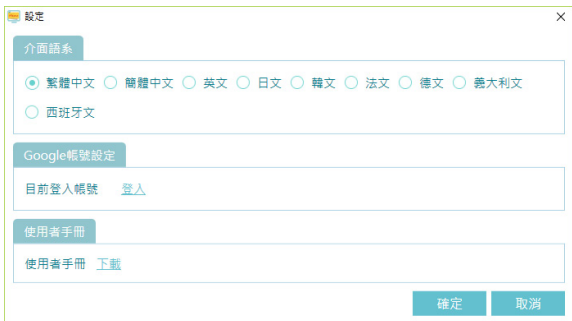 設定
介面語系
繁體中文 簡體中文 英文 日文 韓文 法文 德文 義大利文
西班牙文
Google帳號設定
目前登入帳號 登入
使用者手冊
使用者手冊 下載
確定 取消